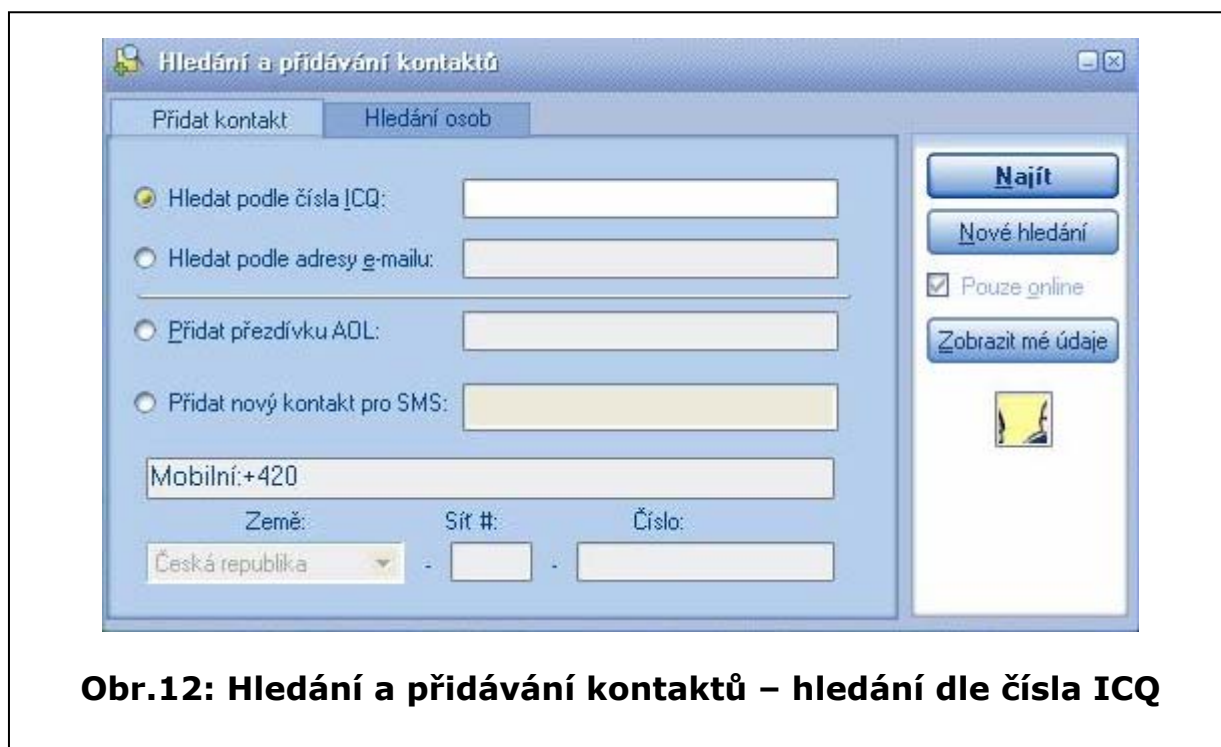 Hledání a přidávání kontaktů
Přidat kontakt
Hledání osob
Hledat podle čísla ICQ:
Hledat podle adresy e-mailu:
Přidat přezdívku AOL:
Přidat nový kontakt pro SMS:
Mobilní:+420
Země: Síť #: Číslo:
Česká republika - -
Najít
Nové hledání
Pouze online
Zobrazit mé údaje
Obr.12: Hledání a přidávání kontaktů – hledání dle čísla ICQ